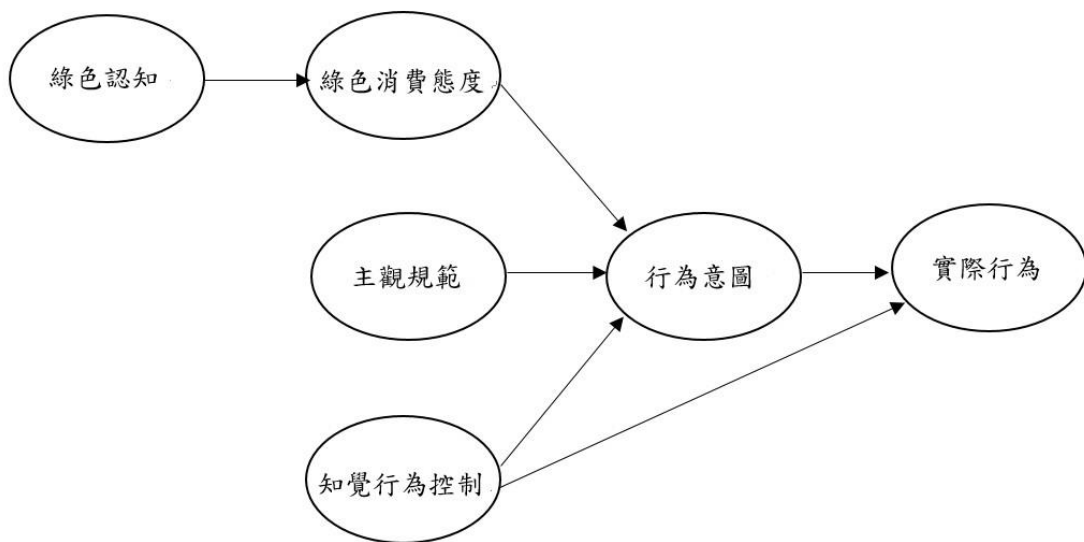 綠色認知
綠色消費態度
主觀規範
行為意圖
實際行為
知覺行為控制